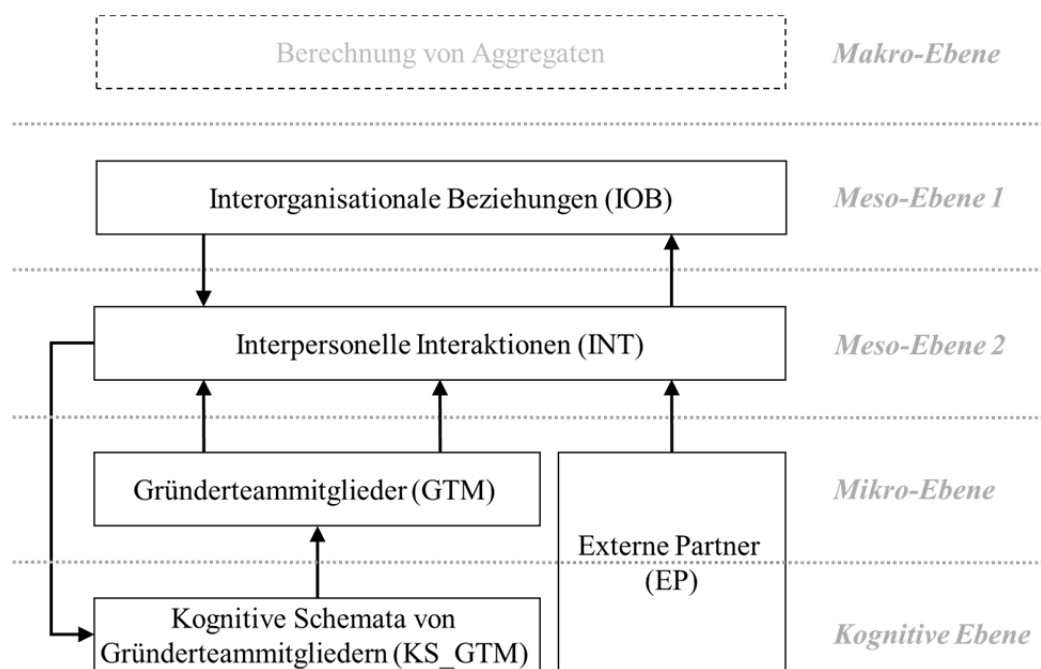 Berechnung von Aggregaten
Makro-Ebene
Interorganisationale Beziehungen (IOB)
Meso-Ebene 1
Interpersonelle Interaktionen (INT)
Meso-Ebene 2
Gründerteammitglieder (GTM)
Mikro-Ebene
Externe Partner
(EP)
Kognitive Schemata von
Gründerteammitgliedern (KS_GTM)
Kognitive Ebene